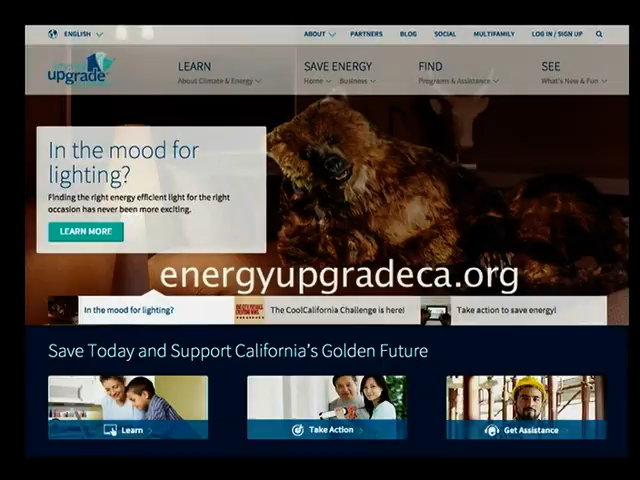 ENGLISH
ABOUT PARTNERS BLOG SOCIAL MULTIFAMILY LOG IN / SIGN UP
upgrade
LEARN
About Climate & Energy
SAVE ENERGY
Home Business
FIND
Programs & Assistance
SEE
What's New & Fun
In the mood for
lighting?
Finding the right energy efficient light for the right
occasion has never been more exciting.
LEARN MORE
energyupgradeca.org
In the mood for lighting?
The CoolCalifornia Challenge is here!
Take action to save energy!
Save Today and Support California's Golden Future
Learn
Take Action
Get Assistance